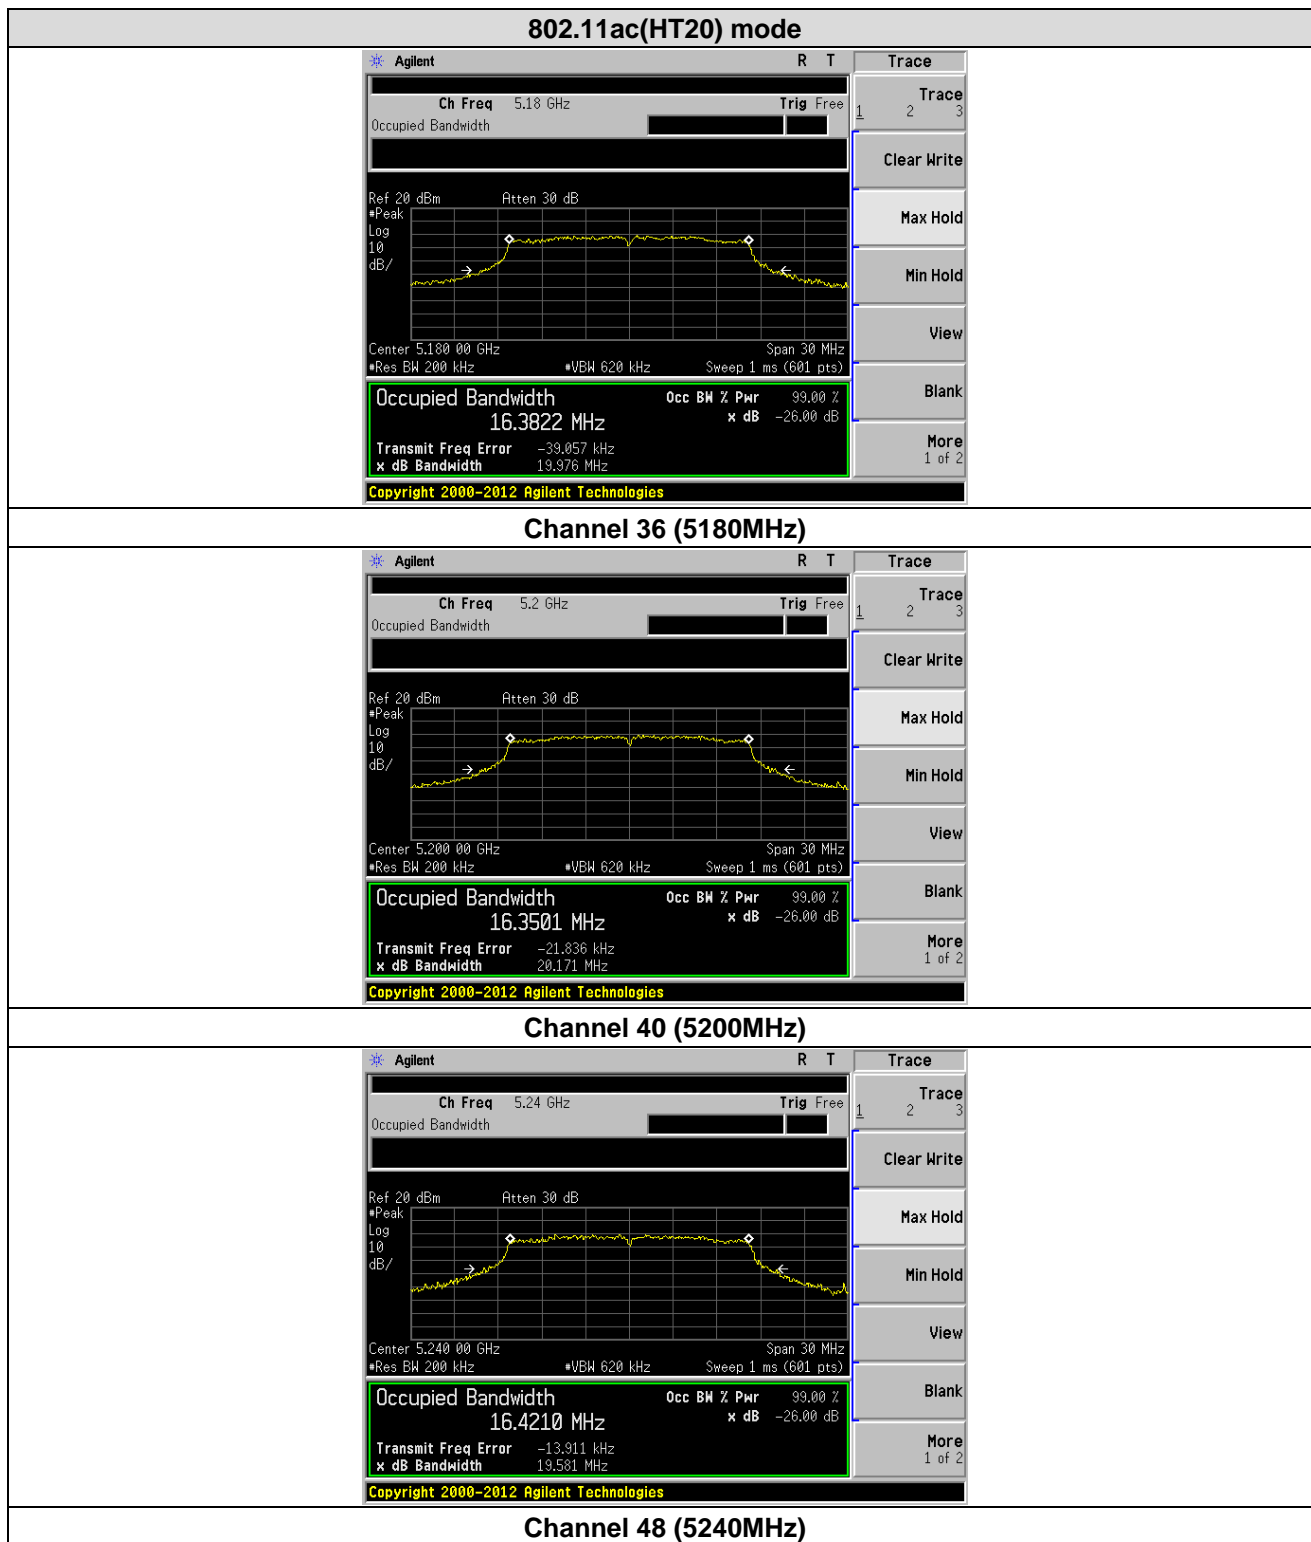 802.11ac(HT20) mode
Agilent R T Trace
Ch Freq 5.18 GHz Trig Free
Occupied Bandwidth
Trace
1 2 3
Clear Write
Ref 20 dBm Atten 30 dB
#Peak
Log
10
dB/
Max Hold
Min Hold
View
Center 5.180 00 GHz Span 30 MHz
#Res BW 200 kHz #VBW 620 kHz Sweep 1 ms (601 pts)
Blank
Occupied Bandwidth Occ BW % Pwr 99.00 %
16.3822 MHz x dB -26.00 dB
Transmit Freq Error -39.057 kHz
x dB Bandwidth 19.976 MHz
More
1 of 2
Copyright 2000-2012 Agilent Technologies
Channel 36 (5180MHz)
Agilent R T Trace
Ch Freq 5.2 GHz Trig Free
Occupied Bandwidth
Trace
1 2 3
Clear Write
Ref 20 dBm Atten 30 dB
#Peak
Log
10
dB/
Max Hold
Min Hold
View
Center 5.200 00 GHz Span 30 MHz
#Res BW 200 kHz #VBW 620 kHz Sweep 1 ms (601 pts)
Blank
Occupied Bandwidth Occ BW % Pwr 99.00 %
16.3501 MHz x dB -26.00 dB
Transmit Freq Error -21.836 kHz
x dB Bandwidth 20.171 MHz
More
1 of 2
Copyright 2000-2012 Agilent Technologies
Channel 40 (5200MHz)
Agilent R T Trace
Ch Freq 5.24 GHz Trig Free
Occupied Bandwidth
Trace
1 2 3
Clear Write
Ref 20 dBm Atten 30 dB
#Peak
Log
10
dB/
Max Hold
Min Hold
View
Center 5.240 00 GHz Span 30 MHz
#Res BW 200 kHz #VBW 620 kHz Sweep 1 ms (601 pts)
Blank
Occupied Bandwidth Occ BW % Pwr 99.00 %
16.4210 MHz x dB -26.00 dB
Transmit Freq Error -13.911 kHz
x dB Bandwidth 19.581 MHz
More
1 of 2
Copyright 2000-2012 Agilent Technologies
Channel 48 (5240MHz)